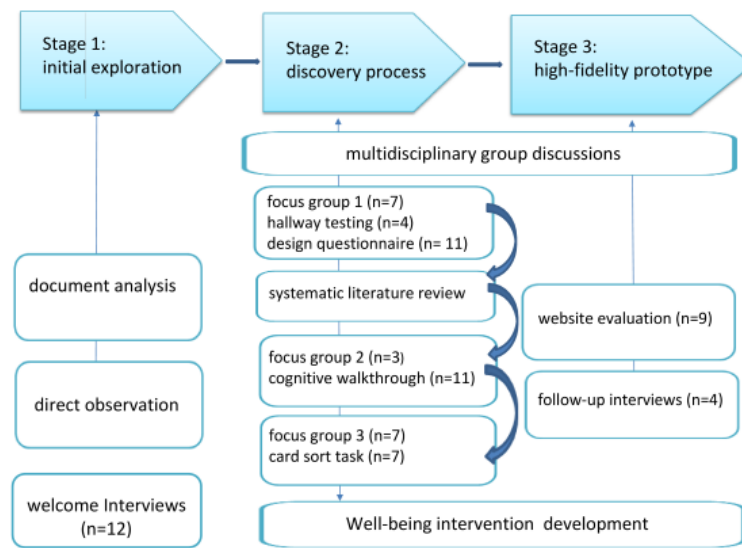 Stage 1:
initial exploration
Stage 2:
discovery process
Stage 3:
high-fidelity prototype
multidisciplinary group discussions
focus group 1 (n=7)
hallway testing (n=4)
design questionnaire (n= 11)
document analysis
systematic literature review
website evaluation (n=9)
focus group 2 (n=3)
cognitive walkthrough (n=11)
direct observation
follow-up interviews (n=4)
focus group 3 (n=7)
card sort task (n=7)
welcome Interviews
(n=12)
Well-being intervention development